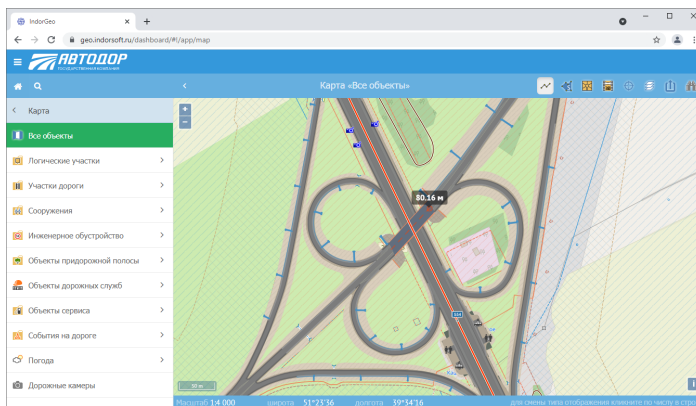 IndorGeo
geo.indorsoft.ru/dashboard/#!/app/map
АВТОДОР
ГОСУДАРСТВЕННАЯ КОМПАНИЯ
Карта «Все объекты»
Карта
Все объекты
Логические участки
Участки дороги
Сооружения
Инженерное обустройство
Объекты придорожной полосы
Объекты дорожных служб
Объекты сервиса
События на дороге
Погода
Дорожные камеры
80.16 м
50 м
Масштаб 1:4 000 широта 51°23'36 долгота 39°34'16 для смены типа отображения кликните по числу в стро